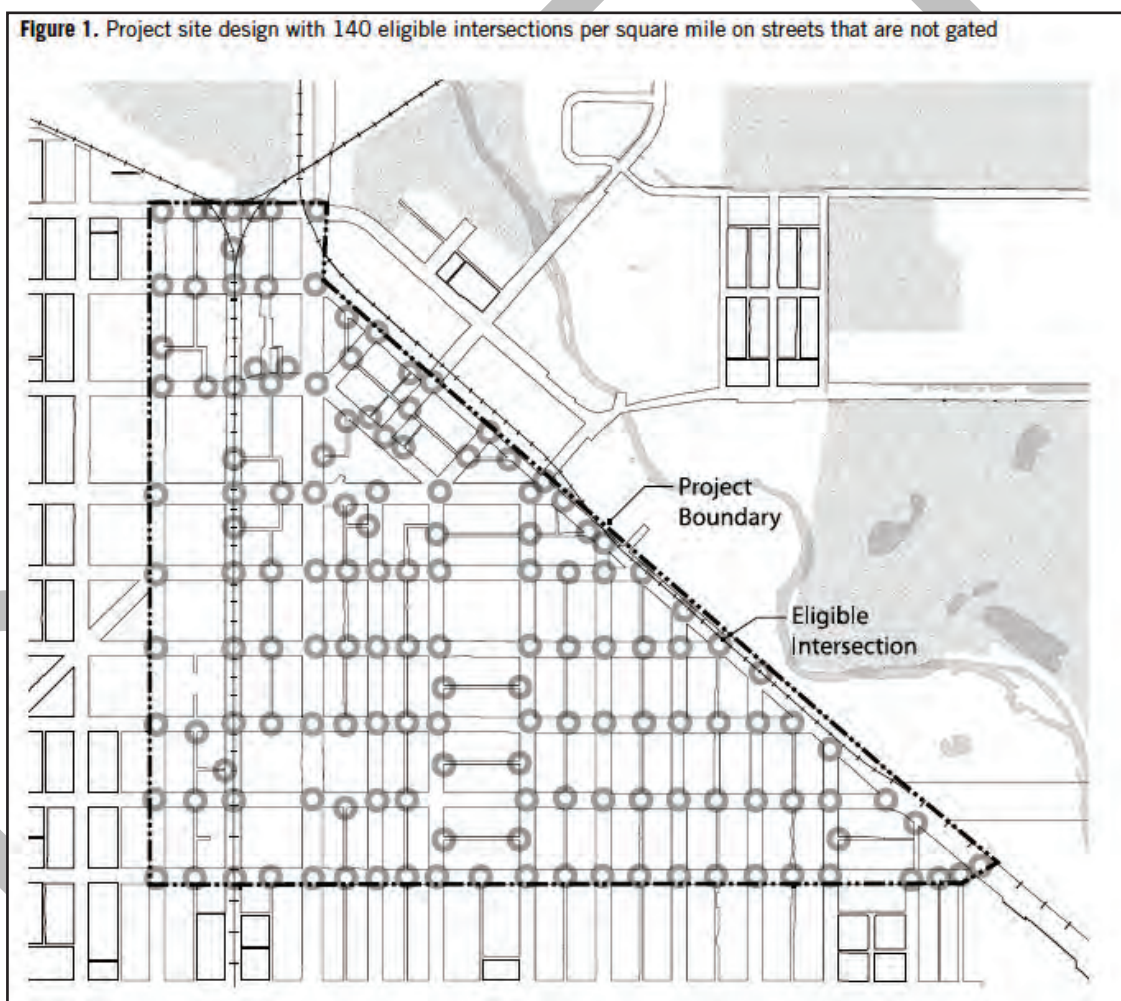 Figure 1. Project site design with 140 eligible intersections per square mile on streets that are not gated
Project
Boundary
Eligible
Intersection